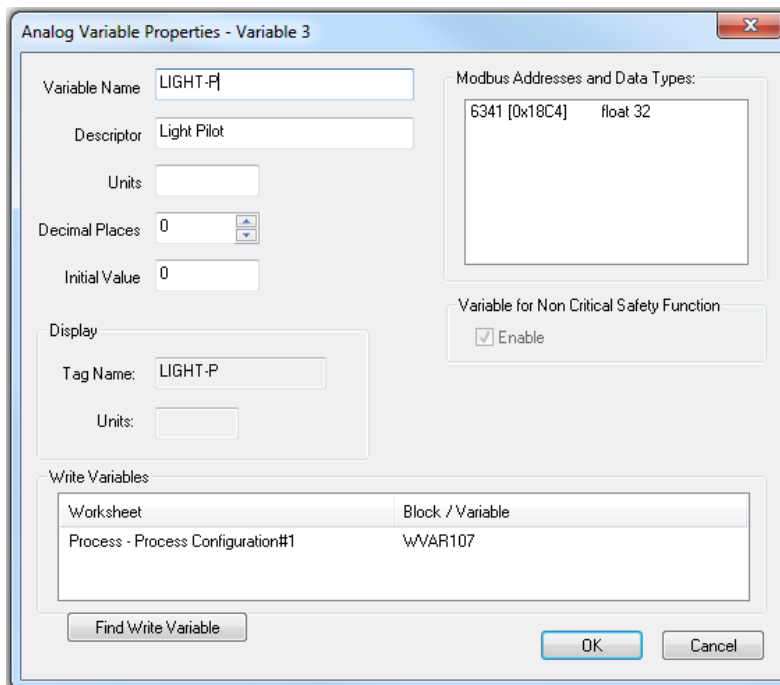 Analog Variable Properties - Variable 3
Variable Name LIGHT-P
Descriptor Light Pilot
Units
Decimal Places 0
Initial Value 0
Display
Tag Name: LIGHT-P
Units:
Modbus Addresses and Data Types:
6341 [0x18C4] float 32
Variable for Non Critical Safety Function
Enable
Write Variables
Worksheet Block / Variable
Process - Process Configuration#1 WVAR107
Find Write Variable
OK Cancel